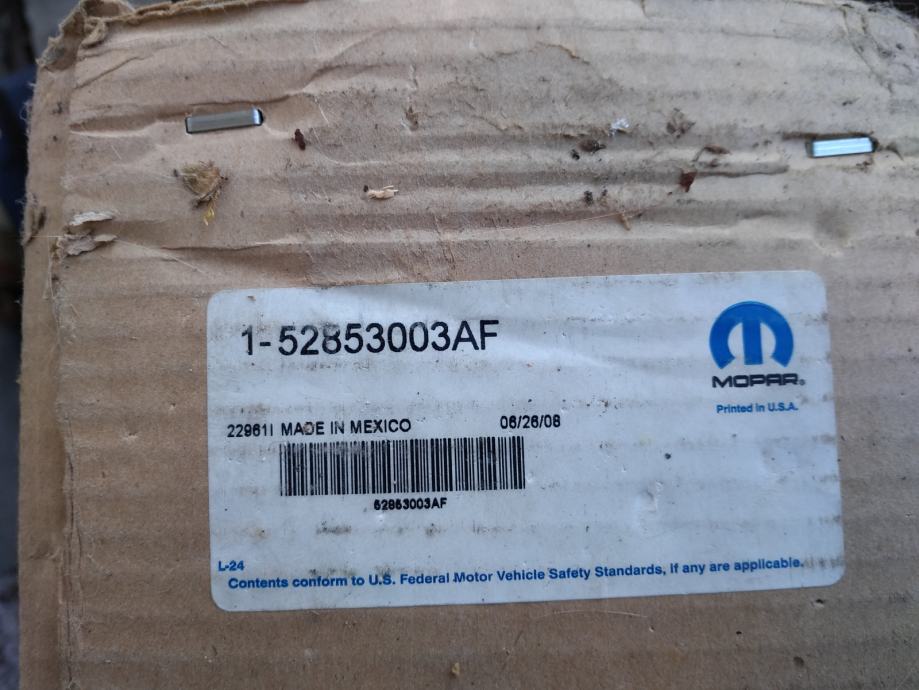 1-52853003AF
MOPAR®
Printed in U.S.A.
22961I MADE IN MEXICO 06/26/08
52853003AF
L-24
Contents conform to U.S. Federal Motor Vehicle Safety Standards, If any are applicable.